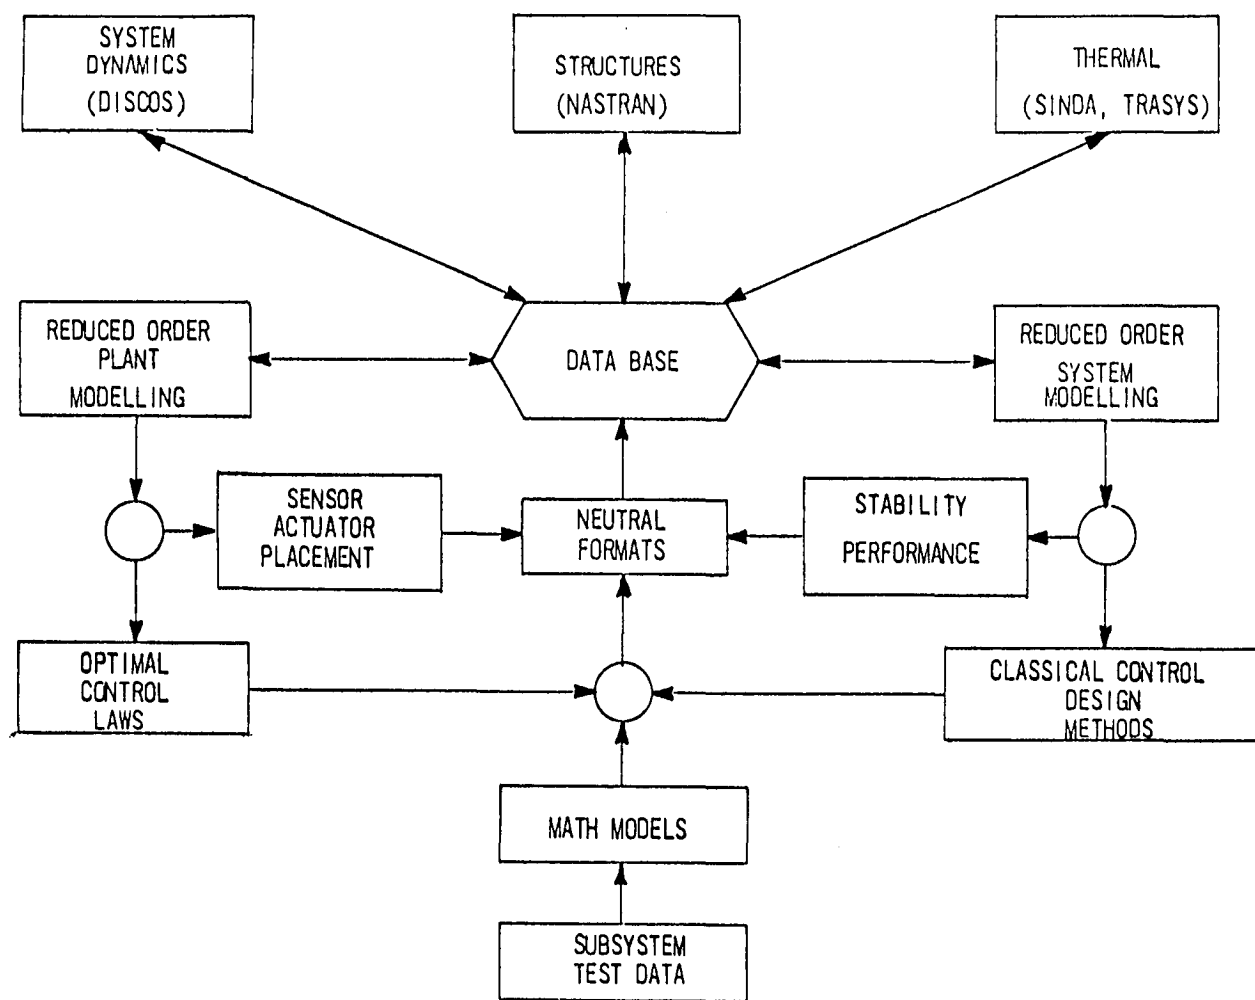 SYSTEM
DYNAMICS
(DISCOS)
STRUCTURES
(NASTRAN)
THERMAL
(SINDA, TRASYS)
REDUCED ORDER
PLANT
MODELLING
DATA BASE
REDUCED ORDER
SYSTEM
MODELLING
SENSOR
ACTUATOR
PLACEMENT
NEUTRAL
FORMATS
STABILITY
PERFORMANCE
OPTIMAL
CONTROL
LAWS
CLASSICAL CONTROL
DESIGN
METHODS
MATH MODELS
SUBSYSTEM
TEST DATA